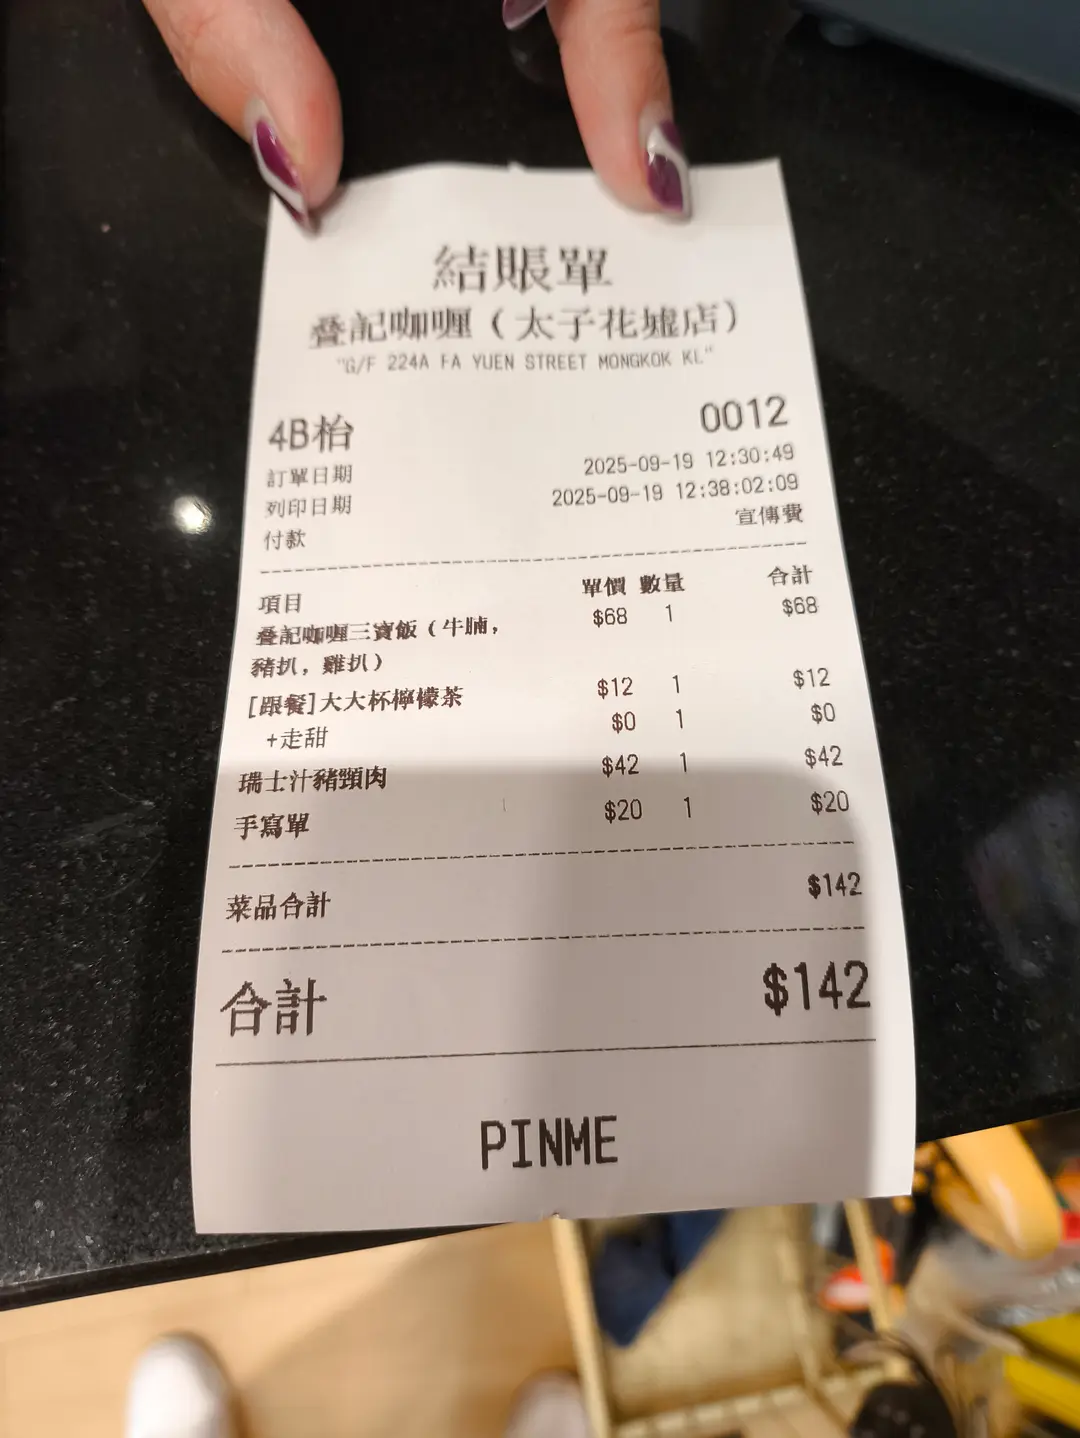 結賬單
叠記咖喱（太子花墟店）
"G/F 224A FA YUEN STREET MONGKOK KL"
4B枱 0012
訂單日期 2025-09-19 12:30:49
列印日期 2025-09-19 12:38:02:09
付款 宣傳費
項目 單價 數量 合計
叠記咖喱三寶飯（牛腩， $68 1 $68
豬扒，雞扒）
[跟餐]大大杯檸檬茶 $12 1 $12
+走甜 $0 1 $0
瑞士汁豬頸肉 $42 1 $42
手寫單 $20 1 $20
菜品合計 $142
合計 $142
PINME